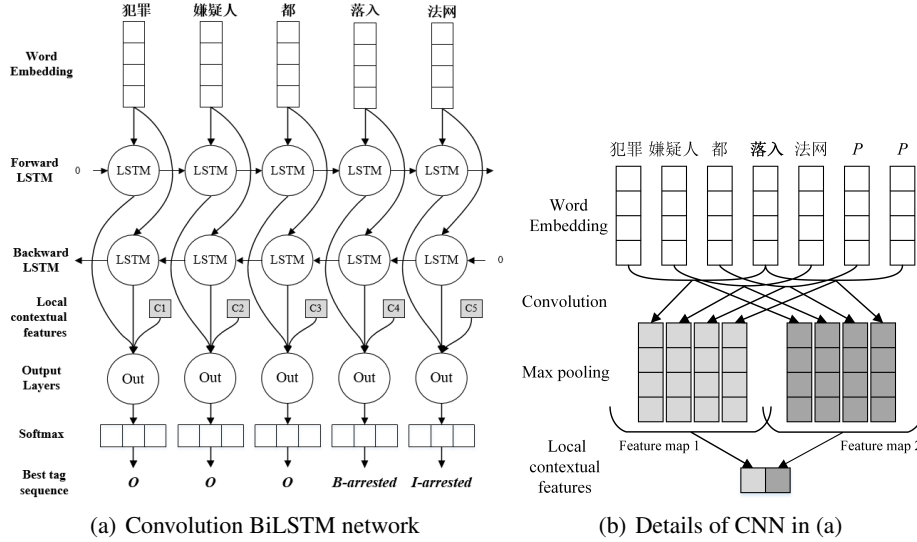 犯罪 嫌疑人 都 落入 法网
Word
Embedding
Forward
LSTM
0 LSTM LSTM LSTM LSTM LSTM
Backward
LSTM
LSTM LSTM LSTM LSTM LSTM 0
Local
contextual
features
C1 C2 C3 C4 C5
Output
Layers
Out Out Out Out Out
Softmax
Best tag
sequence
O O O B-arrested I-arrested
(a) Convolution BiLSTM network
犯罪 嫌疑人 都 落入 法网 P P
Word
Embedding
Convolution
Max pooling
Feature map 1 Feature map 2
Local
contextual
features
(b) Details of CNN in (a)